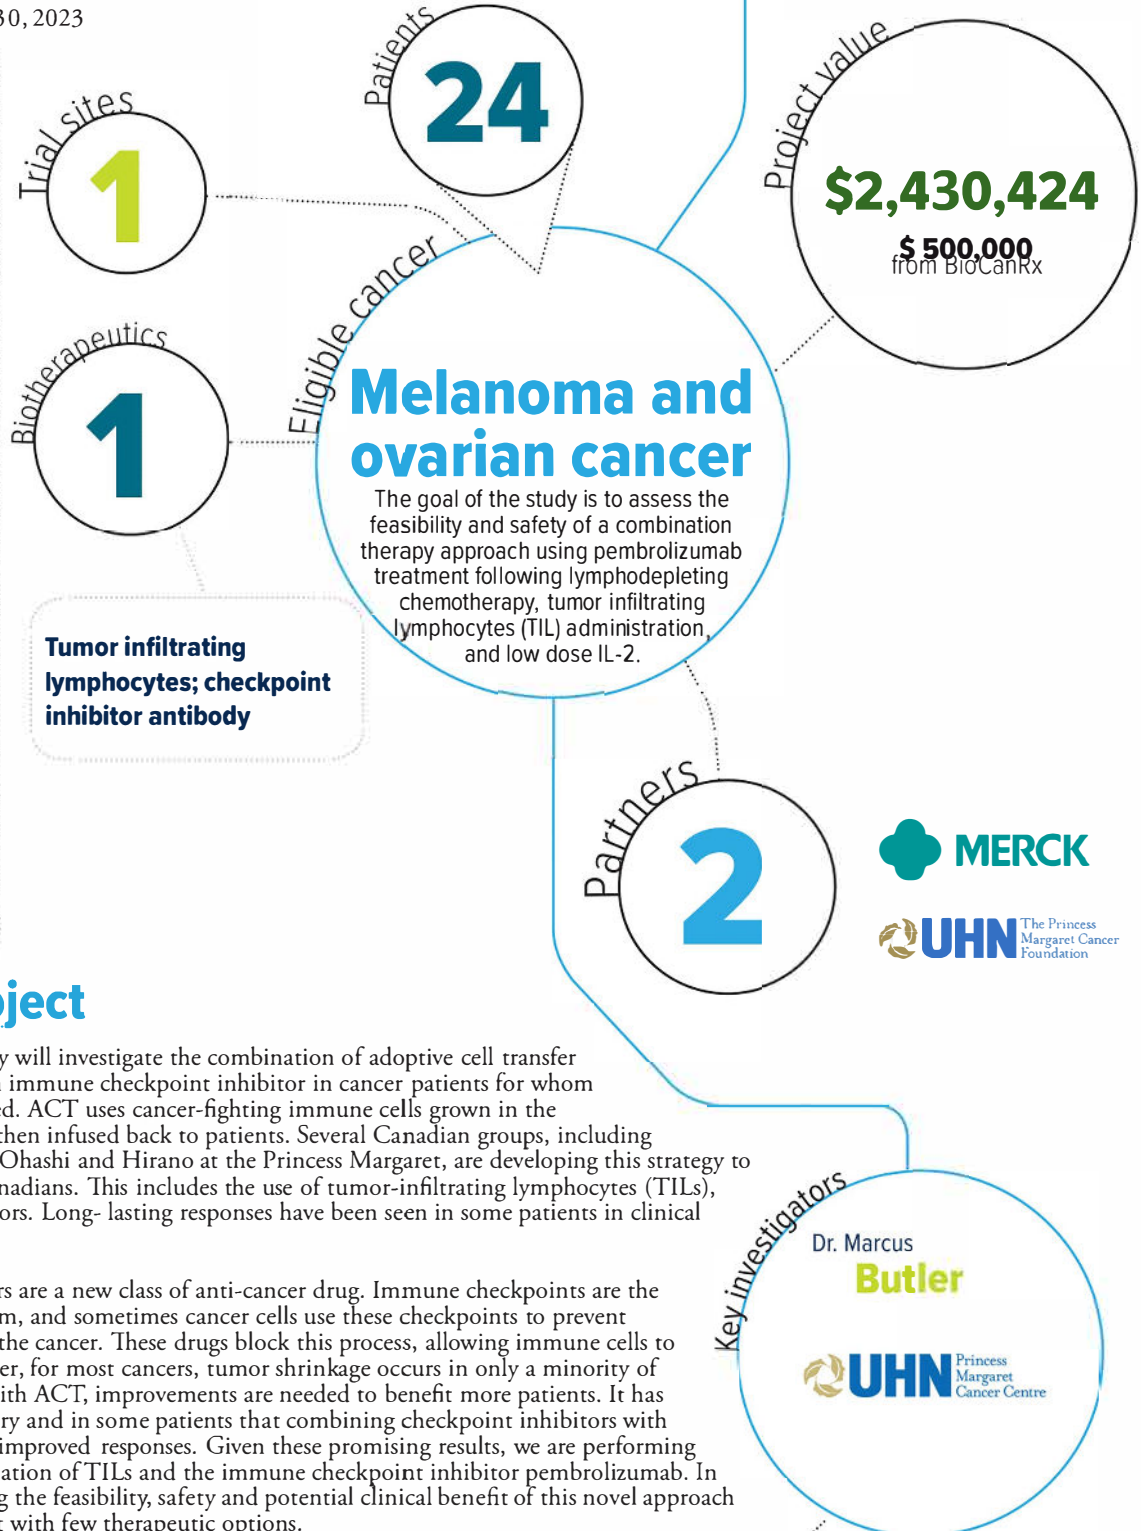 30, 2023
Trial sites
1
Patients
24
Project value
$2,430,424
$ 500,000
from BioCanRx
Biotherapeutics
1
Tumor infiltrating
lymphocytes; checkpoint
inhibitor antibody
Eligible cancer
Melanoma and
ovarian cancer
The goal of the study is to assess the
feasibility and safety of a combination
therapy approach using pembrolizumab
treatment following lymphodepleting
chemotherapy, tumor infiltrating
lymphocytes (TIL) administration,
and low dose IL-2.
Partners
2
MERCK
UHN The Princess
Margaret Cancer
Foundation
ject
y will investigate the combination of adoptive cell transfer
immune checkpoint inhibitor in cancer patients for whom
ed. ACT uses cancer-fighting immune cells grown in the
then infused back to patients. Several Canadian groups, including
Ohashi and Hirano at the Princess Margaret, are developing this strategy to
nadians. This includes the use of tumor-infiltrating lymphocytes (TILs),
ors. Long- lasting responses have been seen in some patients in clinical
rs are a new class of anti-cancer drug. Immune checkpoints are the
m, and sometimes cancer cells use these checkpoints to prevent
the cancer. These drugs block this process, allowing immune cells to
er, for most cancers, tumor shrinkage occurs in only a minority of
ith ACT, improvements are needed to benefit more patients. It has
ry and in some patients that combining checkpoint inhibitors with
improved responses. Given these promising results, we are performing
ation of TILs and the immune checkpoint inhibitor pembrolizumab. In
g the feasibility, safety and potential clinical benefit of this novel approach
t with few therapeutic options.
Key investigators
Dr. Marcus
Butler
UHN Princess
Margaret
Cancer Centre